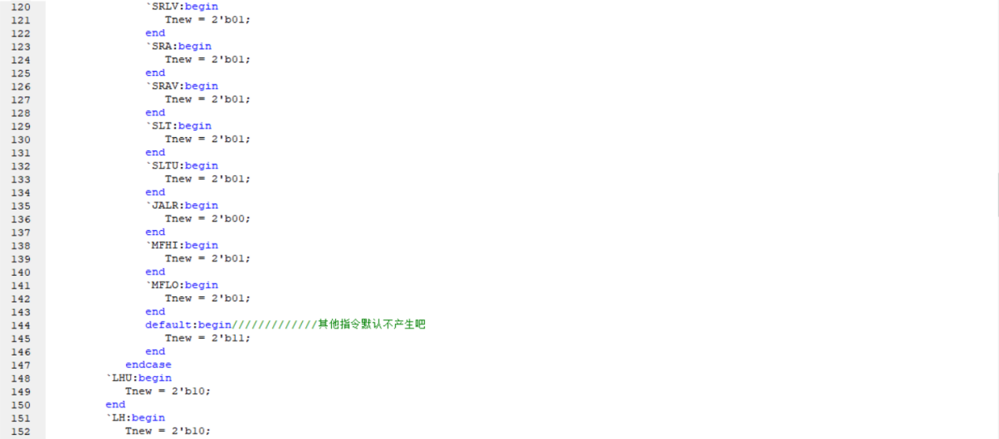 120 `SRLV:begin
121 Tnew = 2'b01;
122 end
123 `SRA:begin
124 Tnew = 2'b01;
125 end
126 `SRAV:begin
127 Tnew = 2'b01;
128 end
129 `SLT:begin
130 Tnew = 2'b01;
131 end
132 `SLTU:begin
133 Tnew = 2'b01;
134 end
135 `JALR:begin
136 Tnew = 2'b00;
137 end
138 `MFHI:begin
139 Tnew = 2'b01;
140 end
141 `MFLO:begin
142 Tnew = 2'b01;
143 end
144 default:begin/////////////其他指令默认不产生吧
145 Tnew = 2'b11;
146 end
147 endcase
148 `LHU:begin
149 Tnew = 2'b10;
150 end
151 `LH:begin
152 Tnew = 2'b10;